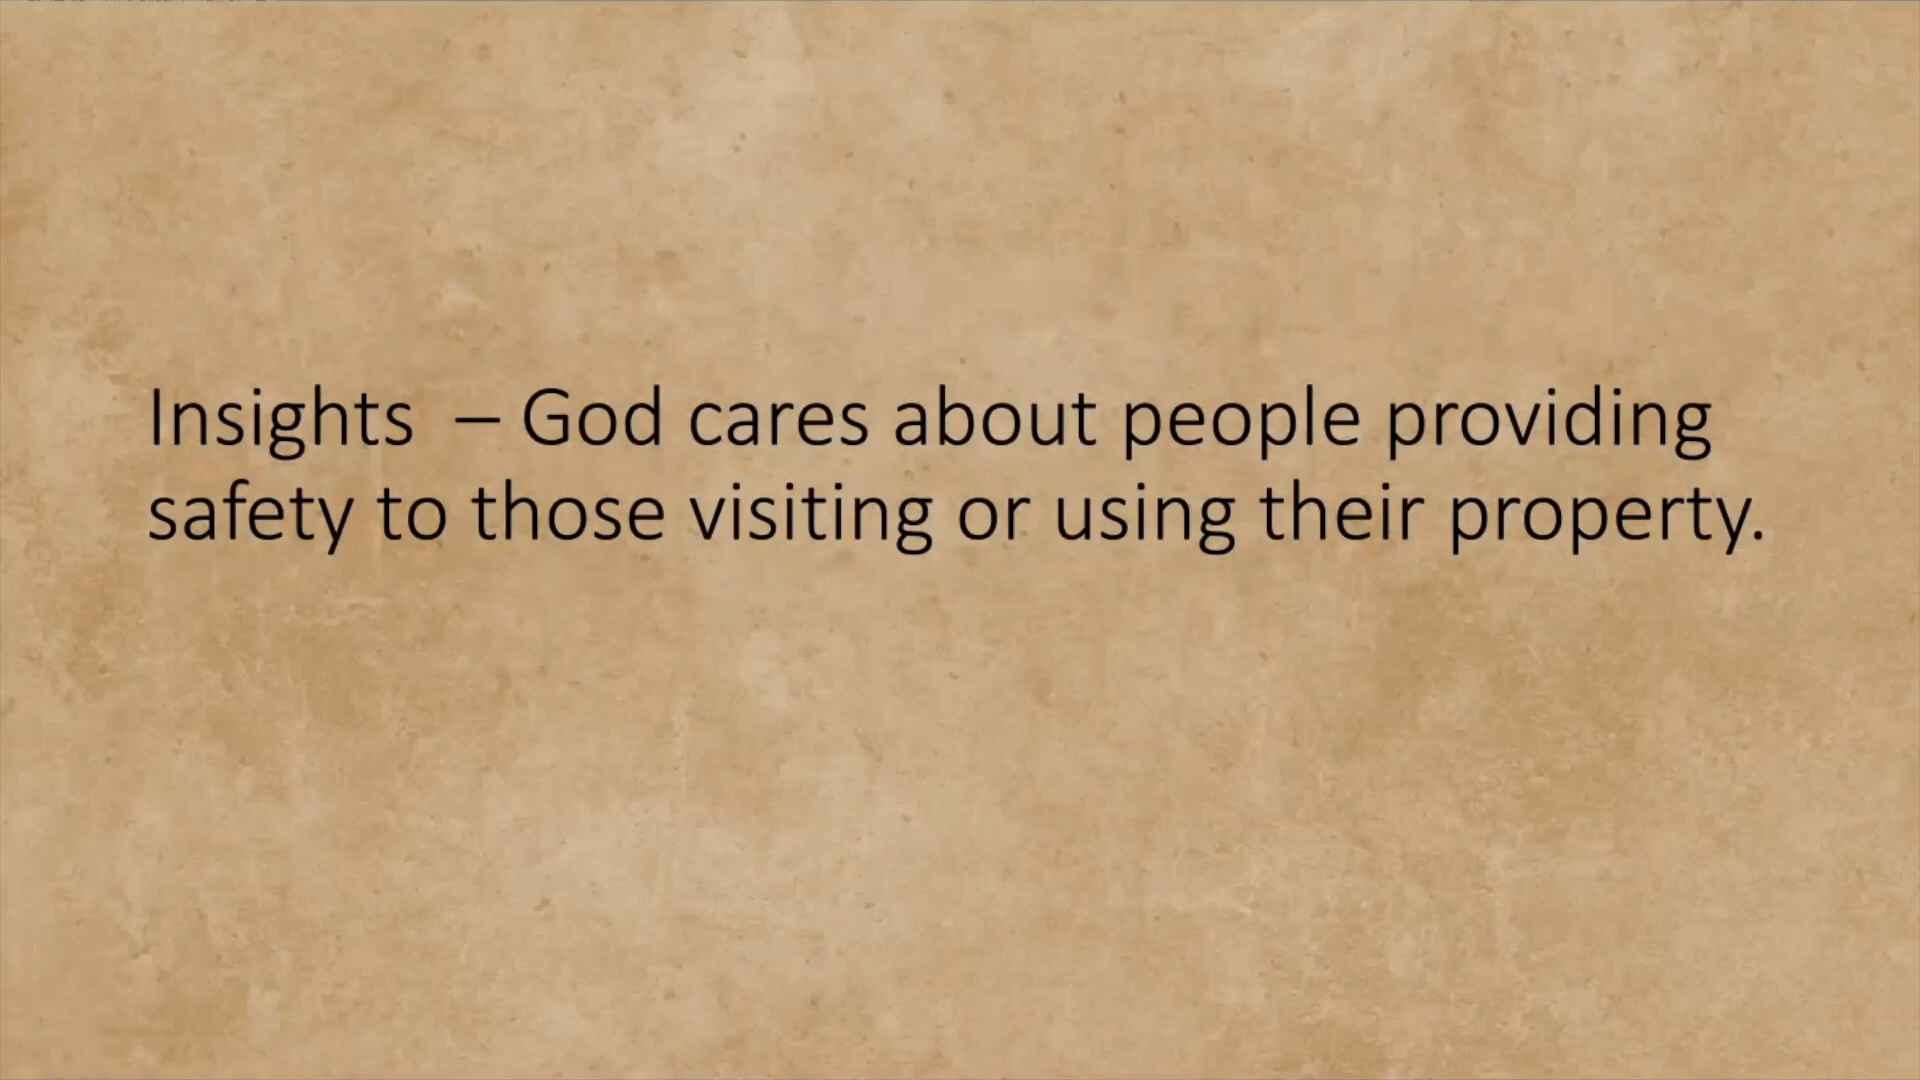 Insights  – God cares about people providing
safety to those visiting or using their property.